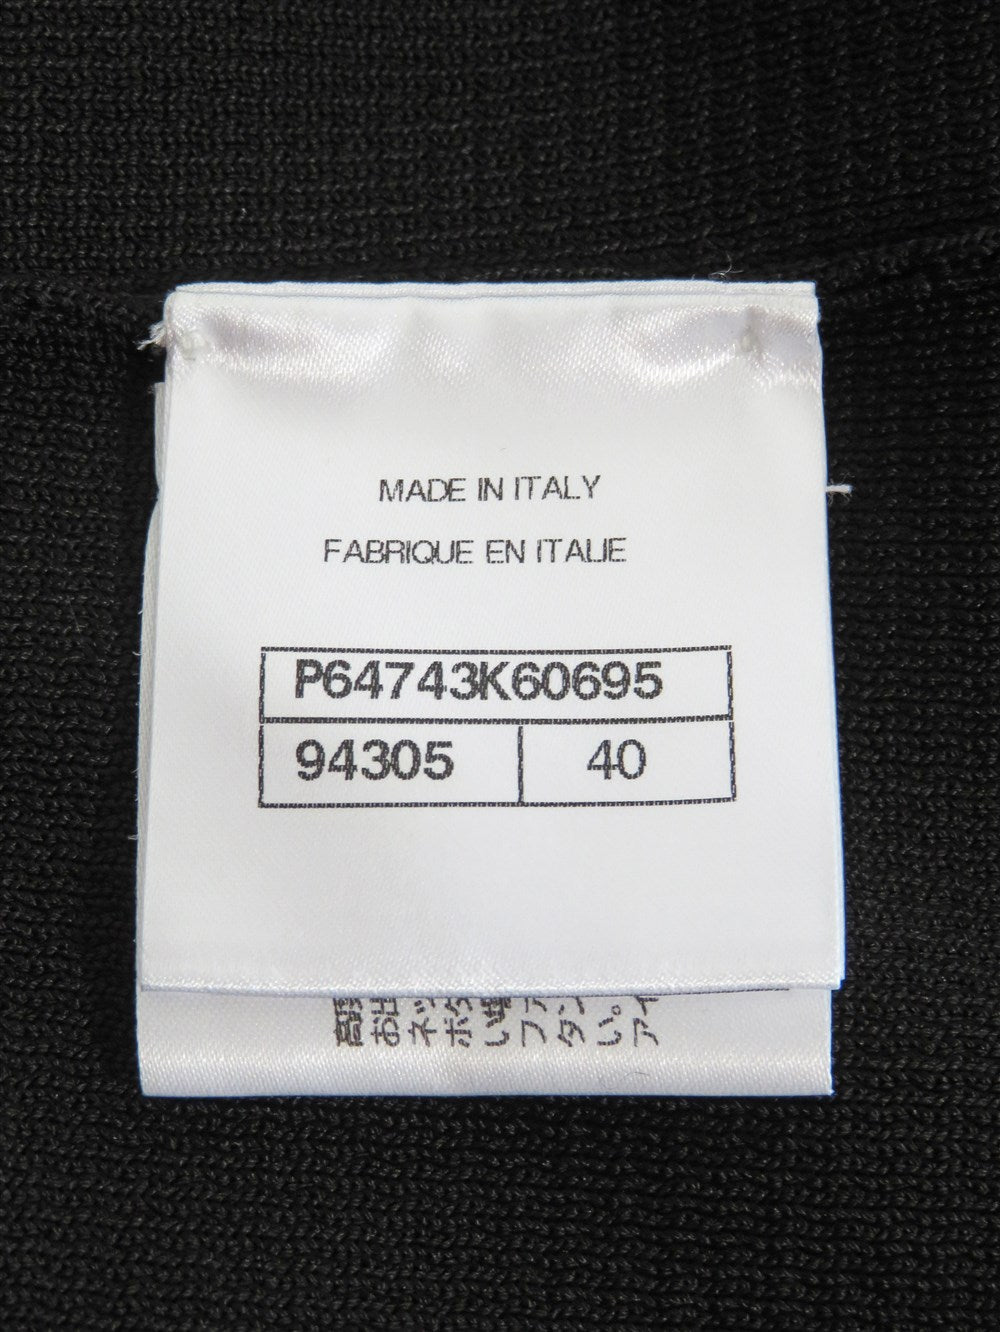 MADE IN ITALY
FABRIQUE EN ITALIE
P64743K60695
94305 40